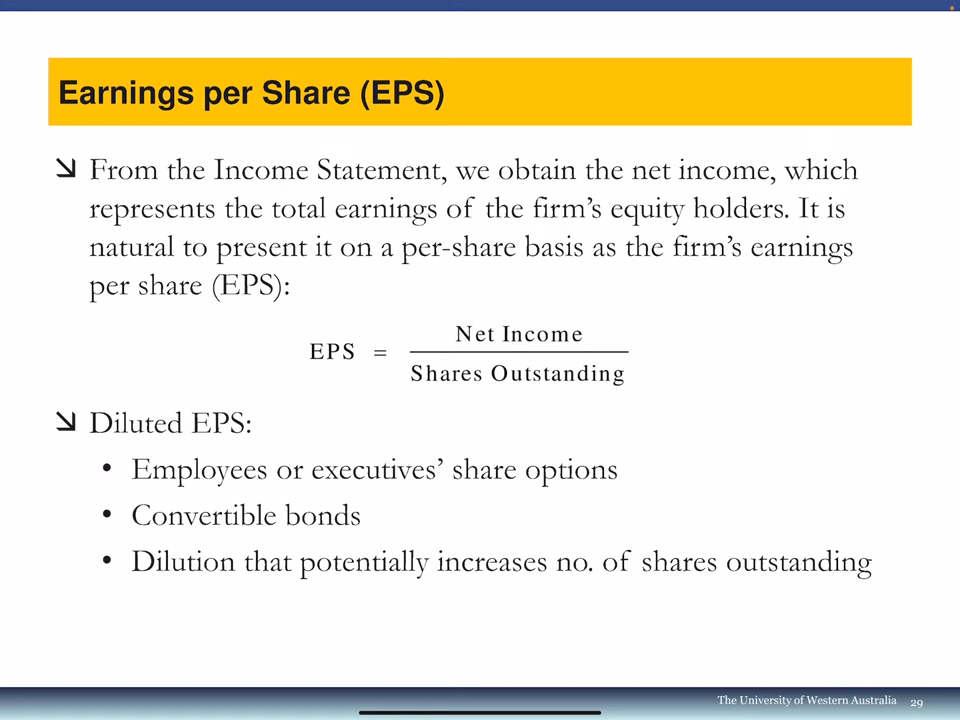 Earnings per Share (EPS)
From the Income Statement, we obtain the net income, which
represents the total earnings of the firm’s equity holders. It is
natural to present it on a per-share basis as the firm’s earnings
per share (EPS):
EPS = Net Income
Shares Outstanding
Diluted EPS:
• Employees or executives’ share options
• Convertible bonds
• Dilution that potentially increases no. of shares outstanding
The University of Western Australia 29